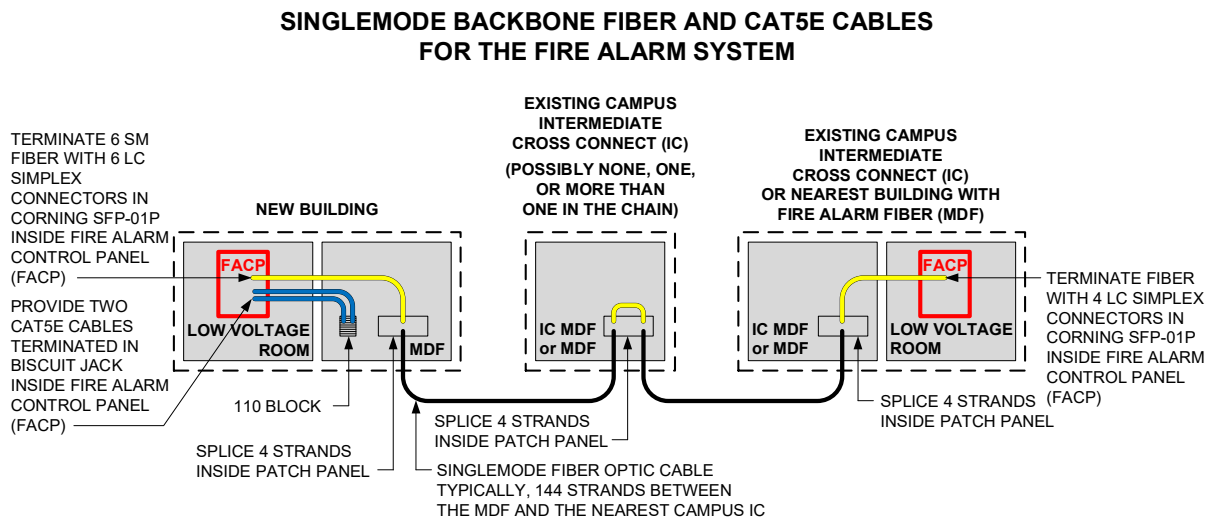 SINGLEMODE BACKBONE FIBER AND CAT5E CABLES
FOR THE FIRE ALARM SYSTEM
TERMINATE 6 SM
FIBER WITH 6 LC
SIMPLEX
CONNECTORS IN
CORNING SFP-01P
INSIDE FIRE ALARM
CONTROL PANEL
(FACP)
PROVIDE TWO
CAT5E CABLES
TERMINATED IN
BISCUIT JACK
INSIDE FIRE ALARM
CONTROL PANEL
(FACP)
NEW BUILDING
FACP
LOW VOLTAGE
ROOM
MDF
110 BLOCK
SPLICE 4 STRANDS
INSIDE PATCH PANEL
EXISTING CAMPUS
INTERMEDIATE
CROSS CONNECT (IC)
(POSSIBLY NONE, ONE,
OR MORE THAN
ONE IN THE CHAIN)
IC MDF
or MDF
SPLICE 4 STRANDS
INSIDE PATCH PANEL
SINGLEMODE FIBER OPTIC CABLE
TYPICALLY, 144 STRANDS BETWEEN
THE MDF AND THE NEAREST CAMPUS IC
EXISTING CAMPUS
INTERMEDIATE
CROSS CONNECT (IC)
OR NEAREST BUILDING WITH
FIRE ALARM FIBER (MDF)
IC MDF
or MDF
FACP
LOW VOLTAGE
ROOM
SPLICE 4 STRANDS
INSIDE PATCH PANEL
TERMINATE FIBER
WITH 4 LC SIMPLEX
CONNECTORS IN
CORNING SFP-01P
INSIDE FIRE ALARM
CONTROL PANEL
(FACP)